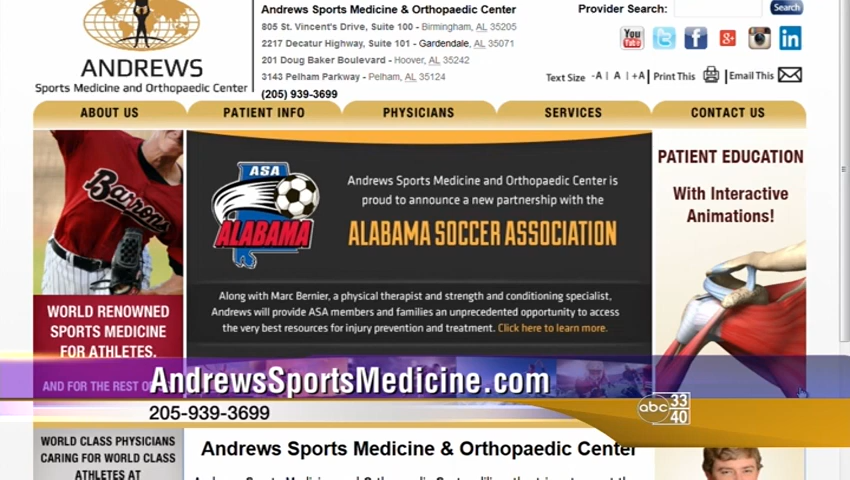 ANDREWS
Sports Medicine and Orthopaedic Center
Andrews Sports Medicine & Orthopaedic Center
805 St. Vincent's Drive, Suite 100 - Birmingham, AL 35205
2217 Decatur Highway, Suite 101 - Gardendale, AL 35071
201 Doug Baker Boulevard - Hoover, AL 35242
3143 Pelham Parkway - Pelham, AL 35124
(205) 939-3699
Provider Search:
Search
You Tube
Text Size -A | A | +A | Print This Email This
ABOUT US
PATIENT INFO
PHYSICIANS
SERVICES
CONTACT US
Barons
WORLD RENOWNED
SPORTS MEDICINE
FOR ATHLETES.
AND FOR THE REST OF
ASA
ALABAMA
Andrews Sports Medicine and Orthopaedic Center is
proud to announce a new partnership with the
ALABAMA SOCCER ASSOCIATION
Along with Marc Bernier, a physical therapist and strength and conditioning specialist,
Andrews will provide ASA members and families an unprecedented opportunity to access
the very best resources for injury prevention and treatment. Click here to learn more.
PATIENT EDUCATION
With Interactive
Animations!
AndrewsSportsMedicine.com
205-939-3699
abc 33
40
WORLD CLASS PHYSICIANS
CARING FOR WORLD CLASS
ATHLETES AT
Andrews Sports Medicine & Orthopaedic Center